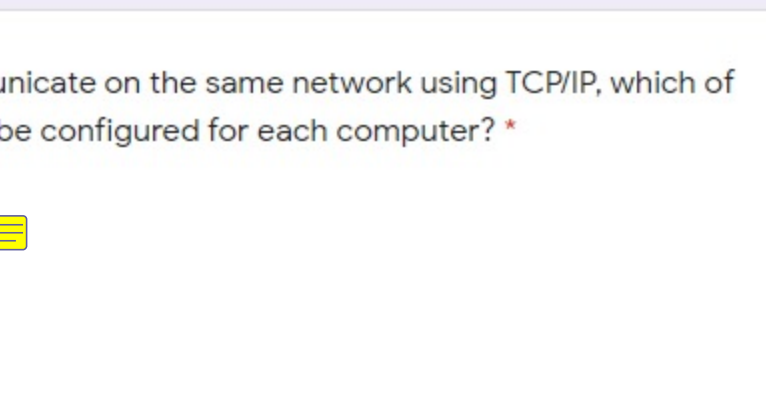 unicate on the same network using TCP/IP, which of
be configured for each computer? *